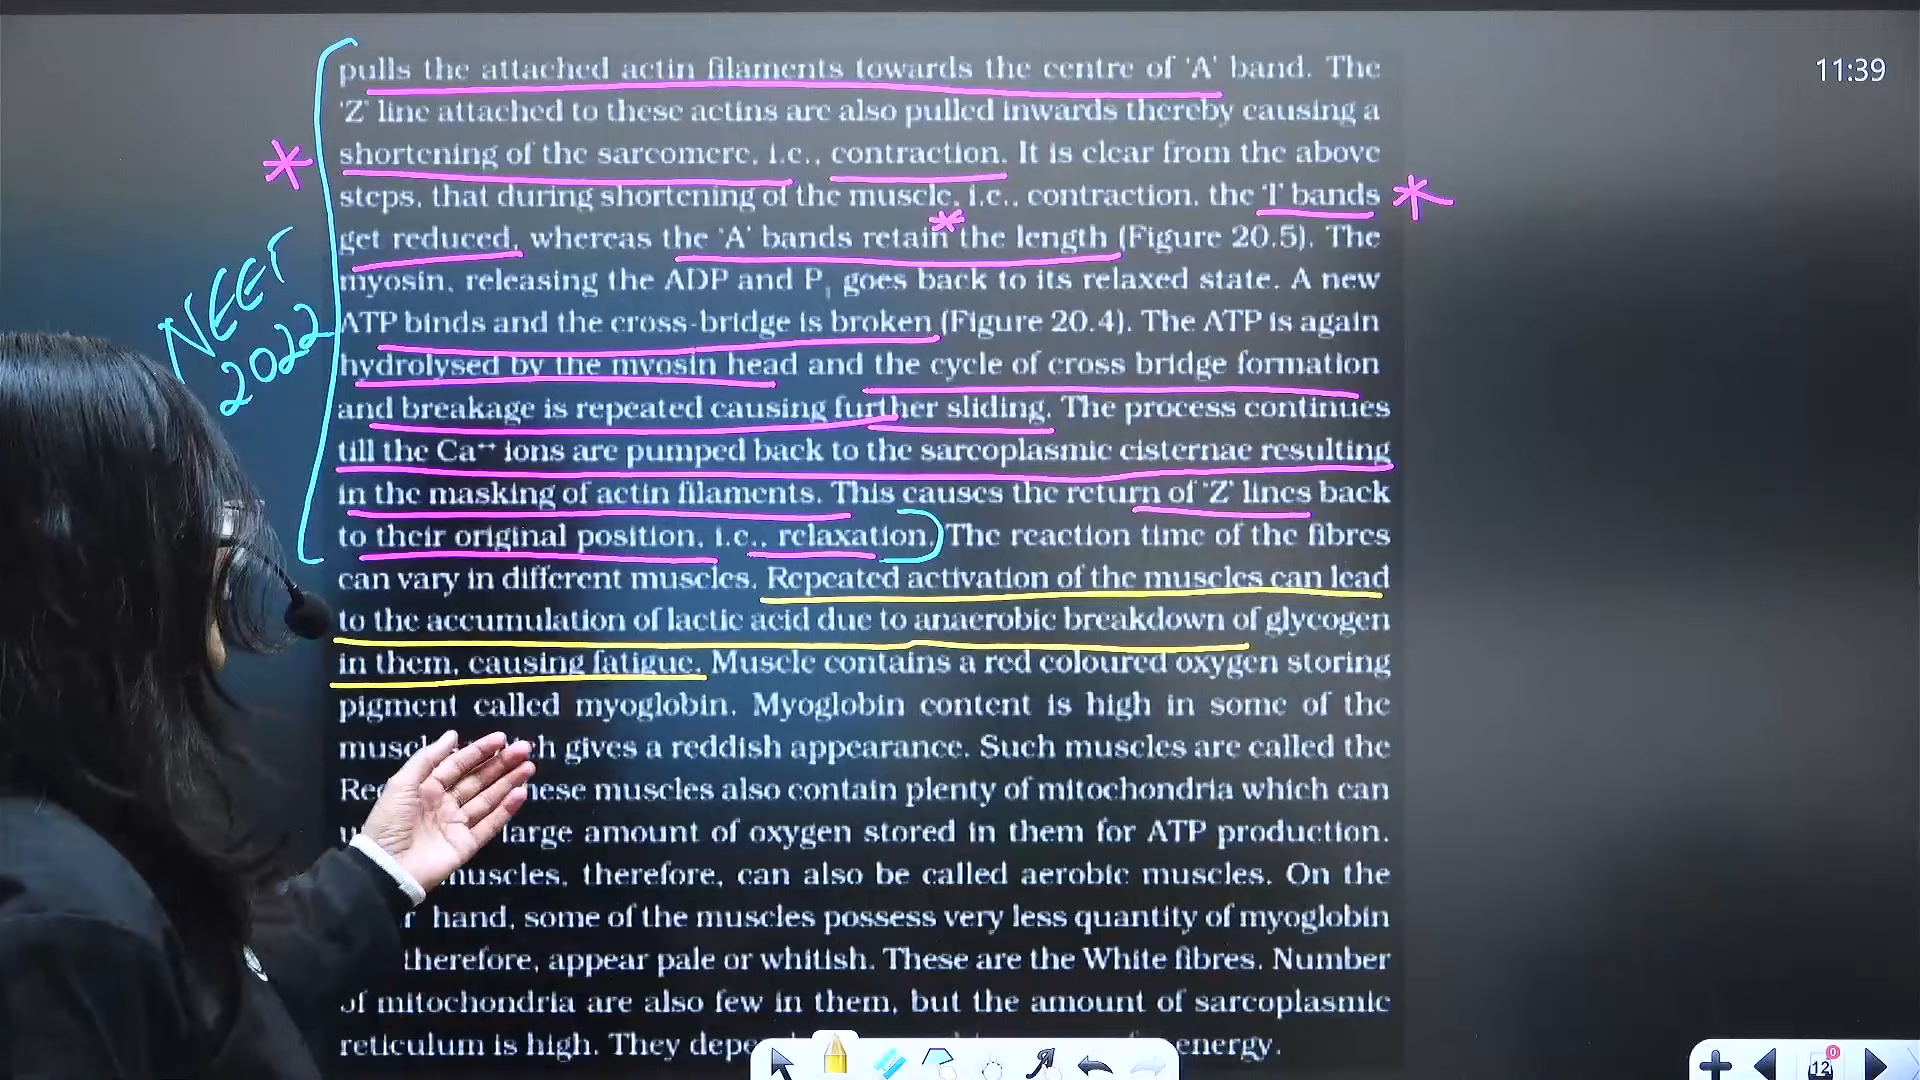 pulls the attached actin filaments towards the centre of 'A' band. The
'Z' line attached to these actins are also pulled inwards thereby causing a
shortening of the sarcomere, i.e., contraction. It is clear from the above
steps, that during shortening of the muscle, i.e., contraction, the 'I' bands
get reduced, whereas the 'A' bands retain the length (Figure 20.5). The
myosin, releasing the ADP and Pi goes back to its relaxed state. A new
ATP binds and the cross-bridge is broken (Figure 20.4). The ATP is again
hydrolysed by the myosin head and the cycle of cross bridge formation
and breakage is repeated causing further sliding. The process continues
till the Ca++ ions are pumped back to the sarcoplasmic cisternae resulting
in the masking of actin filaments. This causes the return of 'Z' lines back
to their original position, i.e., relaxation. The reaction time of the fibres
can vary in different muscles. Repeated activation of the muscles can lead
to the accumulation of lactic acid due to anaerobic breakdown of glycogen
in them, causing fatigue. Muscle contains a red coloured oxygen storing
pigment called myoglobin. Myoglobin content is high in some of the
gives a reddish appearance. Such muscles are called the
muscles also contain plenty of mitochondria which can
large amount of oxygen stored in them for ATP production.
muscles, therefore, can also be called aerobic muscles. On the
hand, some of the muscles possess very less quantity of myoglobin
therefore, appear pale or whitish. These are the White fibres. Number
of mitochondria are also few in them, but the amount of sarcoplasmic
reticulum is high. They energy.
NEET
2022
11:39
12
0